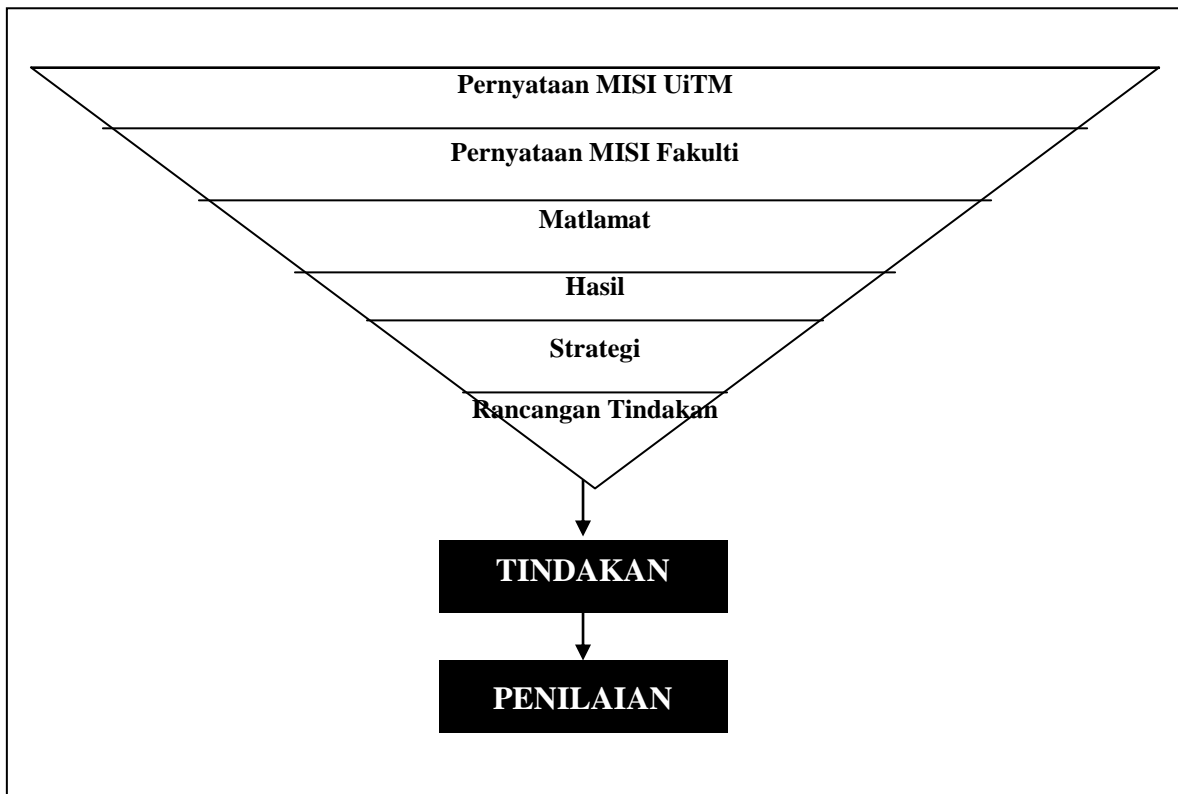 Pernyataan MISI UiTM
Pernyataan MISI Fakulti
Matlamat
Hasil
Strategi
Rancangan Tindakan
TINDAKAN
PENILAIAN